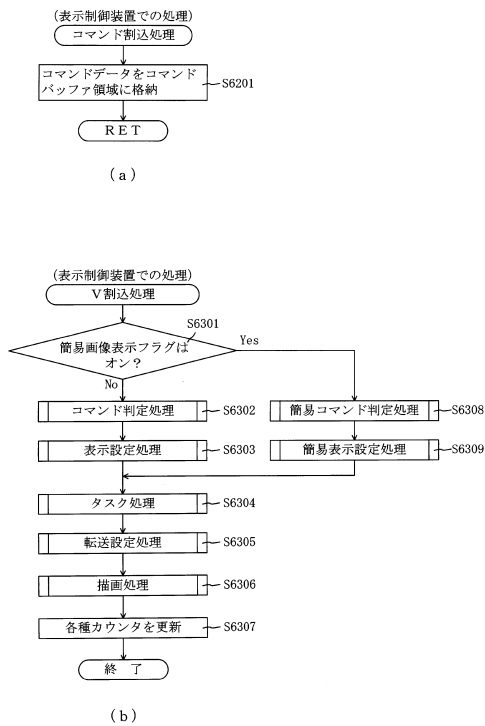 (表示制御装置での処理)
コマンド割込処理
コマンドデータをコマンド
バッファ領域に格納
S6201
RET
(a)
(表示制御装置での処理)
V割込処理
S6301
簡易画像表示フラグは
オン?
Yes
No
コマンド判定処理
S6302
簡易コマンド判定処理
S6308
表示設定処理
S6303
簡易表示設定処理
S6309
タスク処理
S6304
転送設定処理
S6305
描画処理
S6306
各種カウンタを更新
S6307
終 了
(b)